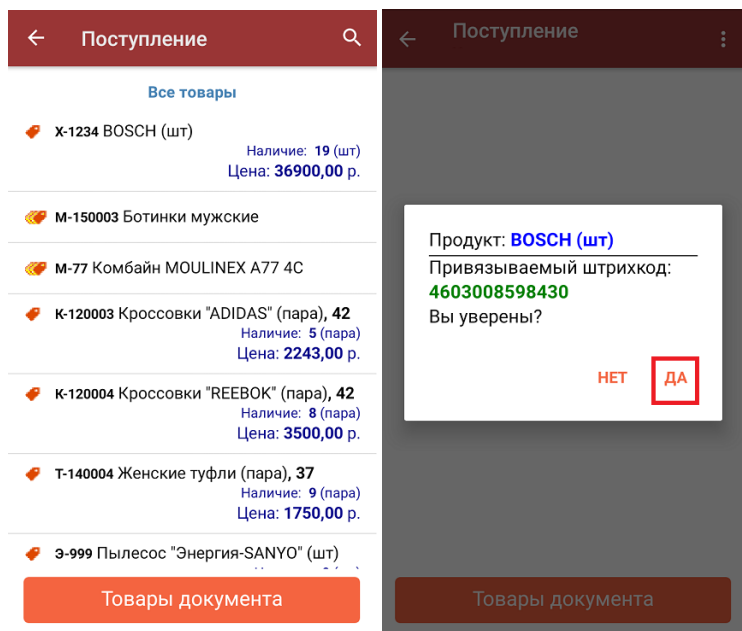 Поступление
Все товары
X-1234 BOSCH (шт)
Наличие: 19 (шт)
Цена: 36900,00 р.
М-150003 Ботинки мужские
М-77 Комбайн MOULINEX A77 4C
К-120003 Кроссовки "ADIDAS" (пара), 42
Наличие: 5 (пара)
Цена: 2243,00 р.
К-120004 Кроссовки "REEBOK" (пара), 42
Наличие: 8 (пара)
Цена: 3500,00 р.
Т-140004 Женские туфли (пара), 37
Наличие: 9 (пара)
Цена: 1750,00 р.
Э-999 Пылесос "Энергия-SANYO" (шт)
Товары документа
Поступление
Продукт: BOSCH (шт)
Привязываемый штрихкод:
4603008598430
Вы уверены?
НЕТ ДА
Товары документа